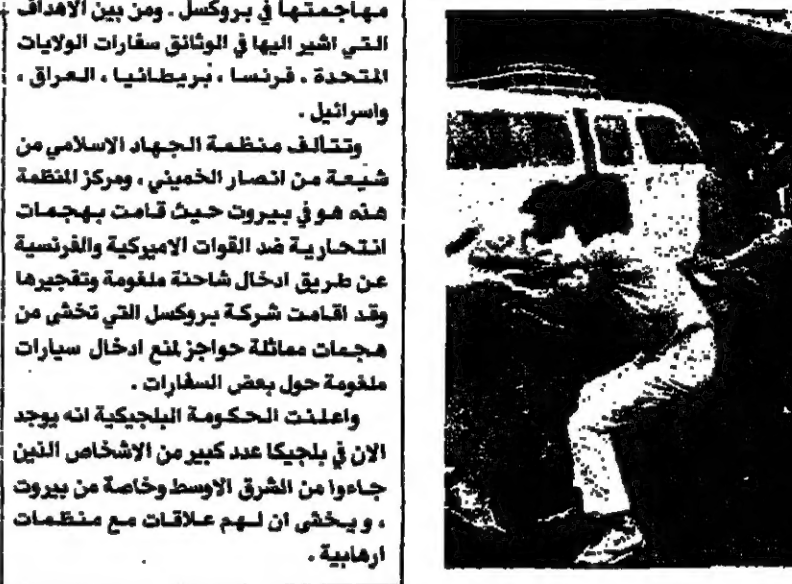 مهاجمتها في بروكسل . ومن بين الاهداف
التي اشير اليها في الوثائق سفارات الولايات
المتحدة ، فرنسا ، بريطانيا ، العراق ،
واسرائيل .
وتتألف منظمة الجهاد الاسلامي من
شيعة من انصار الخميني ، ومركز المنظمة
هذه هو في بيروت حيث قامت بهجمات
انتحارية ضد القوات الاميركية والفرنسية
عن طريق ادخال شاحنة ملغومة وتفجيرها
وقد اقامت شركة بروكسل التي تخشى من
هجمات مماثلة حواجز لمنع ادخال سيارات
ملغومة حول بعض السفارات .
واعلنت الحكومة البلجيكية انه يوجد
الان في بلجيكا عدد كبير من الاشخاص الذين
جاءوا من الشرق الاوسط وخاصة من بيروت
، ويخشى ان لهم علاقات مع منظمات
ارهابية .